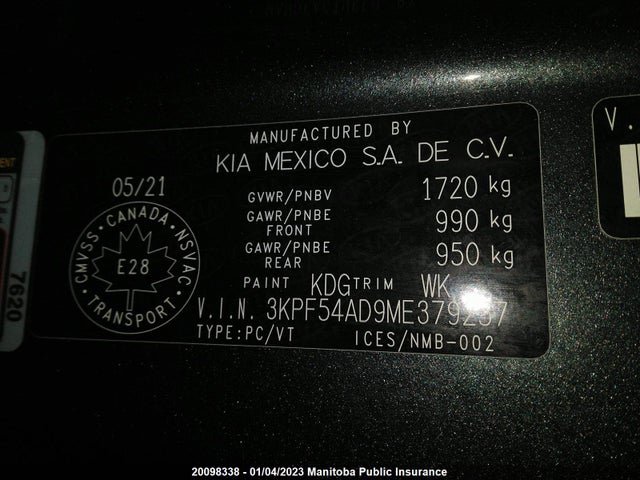 MANUFACTURED BY
KIA MEXICO S.A. DE C.V.
05/21
GVWR/PNBV 1720 kg
GAWR/PNBE FRONT 990 kg
GAWR/PNBE REAR 950 kg
PAINT KDG TRIM WK
V.I.N. 3KPF54AD9ME379237
TYPE:PC/VT ICES/NMB-002
CANADA
CMVSS NSVAC
E28
TRANSPORT
7620
V.
20098338 - 01/04/2023 Manitoba Public Insurance